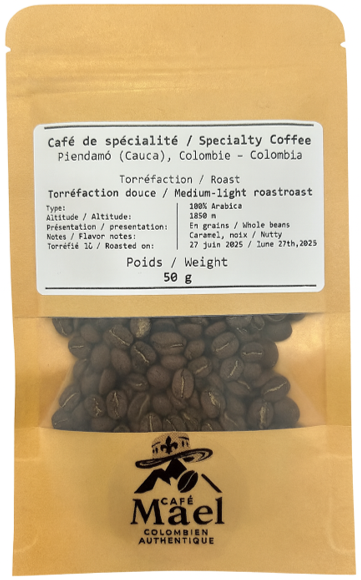 Café de spécialité / Specialty Coffee
Piendamó (Cauca), Colombie – Colombia
Torréfaction / Roast
Torréfaction douce / Medium-light roastroast
Type: 100% Arabica
Altitude / Altitude: 1850 m
Présentation / presentation: En grains / Whole beans
Notes / Flavor notes: Caramel, noix / Nutty
Torréfié / Roasted on: 27 juin 2025 / June 27th,2025
Poids / Weight
50 g
CAFÉ
Mael
COLOMBIEN
AUTHENTIQUE